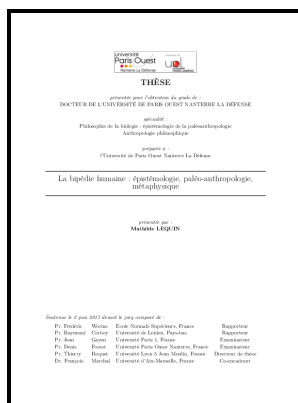 université
Paris Ouest
Nanterre La Défense
THÈSE
présentée pour l'obtention du grade de :
DOCTEUR DE L'UNIVERSITÉ DE PARIS OUEST NANTERRE LA DÉFENSE
spécialité :
Philosophie de la biologie : épistémologie de la paléoanthropologie
Anthropologie philosophique
préparée à :
l'Université de Paris Ouest Nanterre La Défense
La bipédie humaine : épistémologie, paléo-anthropologie,
métaphysique
présentée par :
Mathilde LEQUIN
Soutenue le 2 juin 2015 devant le jury composé de :
Pr. Frédéric Worms Ecole Normale Supérieure, France Rapporteur
Pr. Raymond Corbey Université de Leiden, Pays-bas Rapporteur
Pr. Jean Gayon Université Paris 1, France Examinateur
Pr. Denis Forest Université Paris Ouest Nanterre, France Examinateur
Pr. Thierry Hoquet Université Lyon 3 Jean Moulin, France Directeur de thèse
Dr. François Marchal Université d'Aix-Marseille, France Co-encadrant